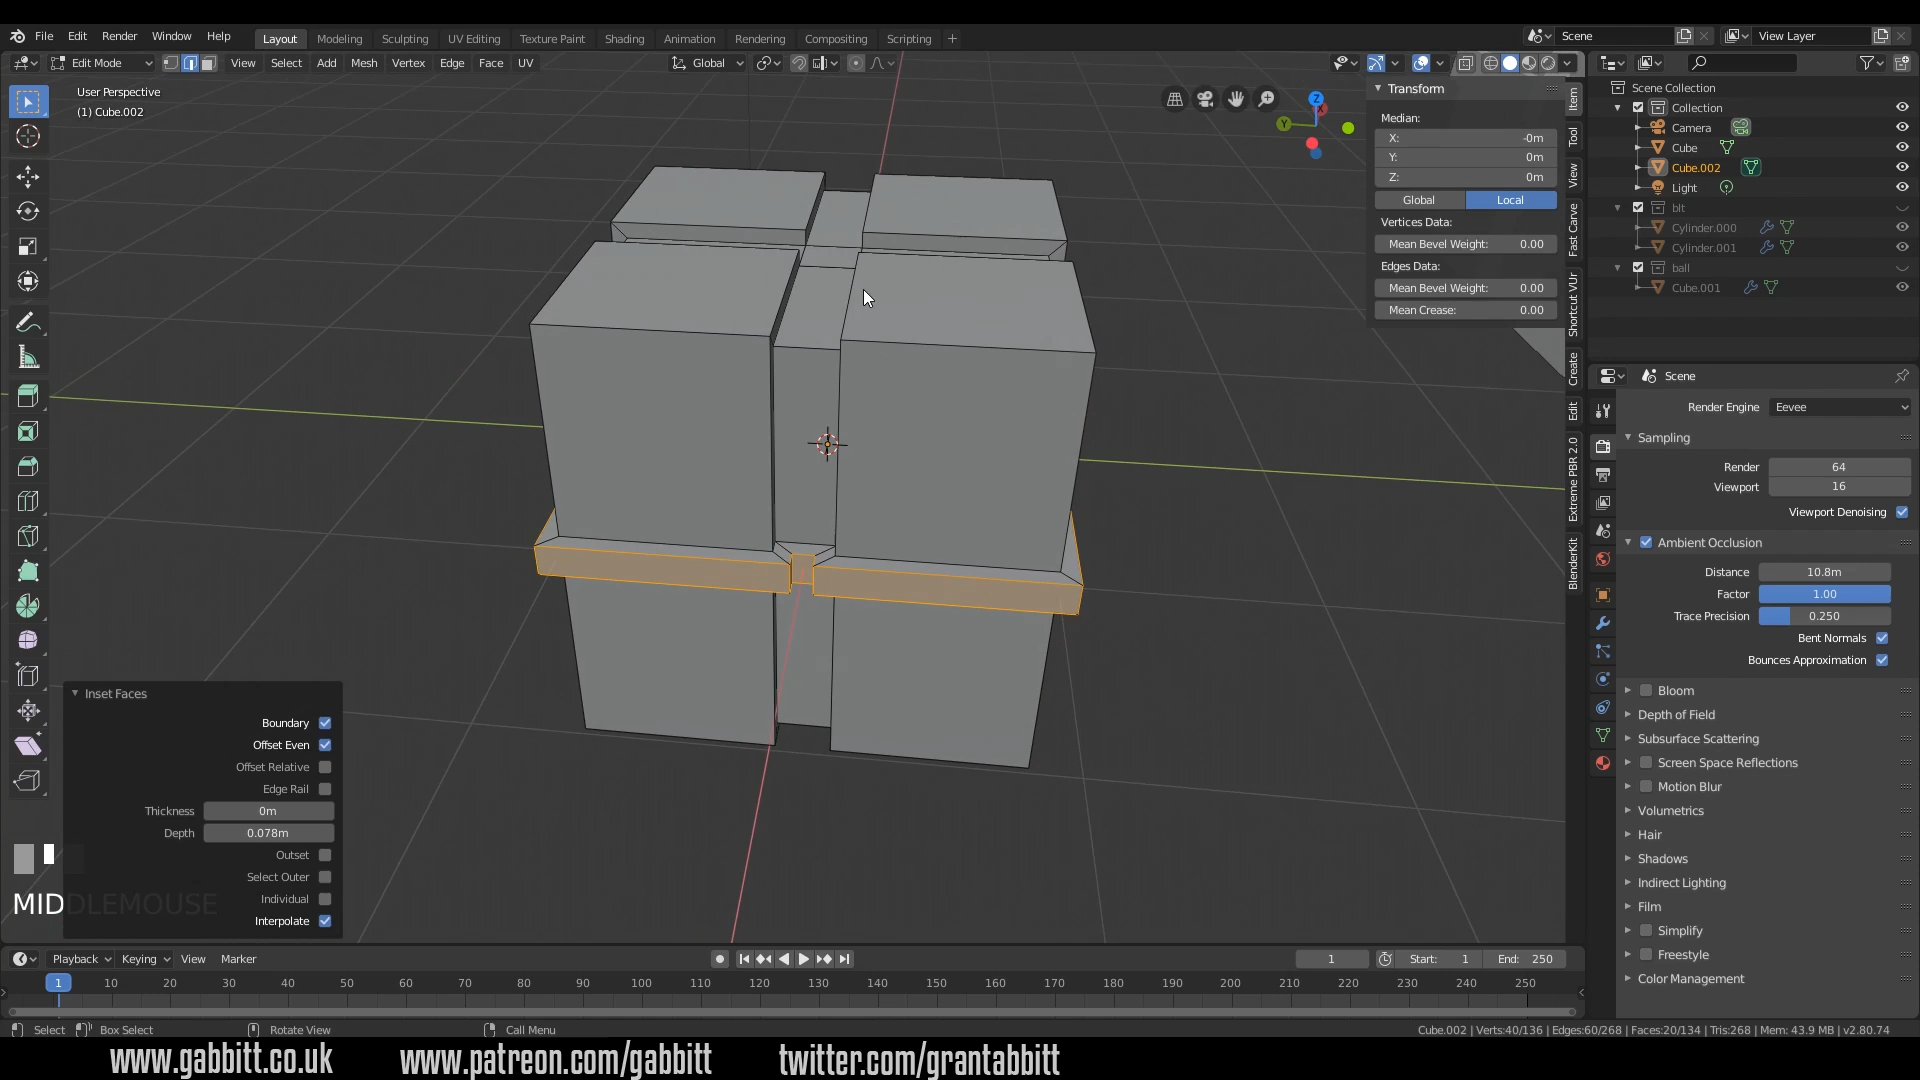 File Edit Render Window Help Layout Modeling Sculpting UV Editing Texture Paint Shading Animation Rendering Compositing Scripting + Scene View Layer
Edit Mode View Select Add Mesh Vertex Edge Face UV Global
User Perspective
(1) Cube.002
Z
Y
Transform
Median:
X: -0m
Y: 0m
Z: 0m
Global Local
Vertices Data:
Mean Bevel Weight: 0.00
Edges Data:
Mean Bevel Weight: 0.00
Mean Crease: 0.00
Item
Tool
View
Fast Carve
Shortcut VUr
Create
Edit
Extreme PBR 2.0
BlenderKit
Scene Collection
Collection
Camera
Cube
Cube.002
Light
blt
Cylinder.000
Cylinder.001
ball
Cube.001
Scene
Render Engine Eevee
Sampling
Render 64
Viewport 16
Viewport Denoising
Ambient Occlusion
Distance 10.8m
Factor 1.00
Trace Precision 0.250
Bent Normals
Bounces Approximation
Bloom
Depth of Field
Subsurface Scattering
Screen Space Reflections
Motion Blur
Volumetrics
Hair
Shadows
Indirect Lighting
Film
Simplify
Freestyle
Color Management
Inset Faces
Boundary
Offset Even
Offset Relative
Edge Rail
Thickness 0m
Depth 0.078m
Outset
Select Outer
Individual
Interpolate
MIDDLEMOUSE
Playback Keying View Marker 1 Start: 1 End: 250
1 10 20 30 40 50 60 70 80 90 100 110 120 130 140 150 160 170 180 190 200 210 220 230 240 250
Select Box Select Rotate View Call Menu Cube.002 | Verts:40/136 | Edges:60/268 | Faces:20/134 | Tris:268 | Mem: 43.9 MB | v2.80.74
www.gabbitt.co.uk www.patreon.com/gabbitt twitter.com/grantabbitt